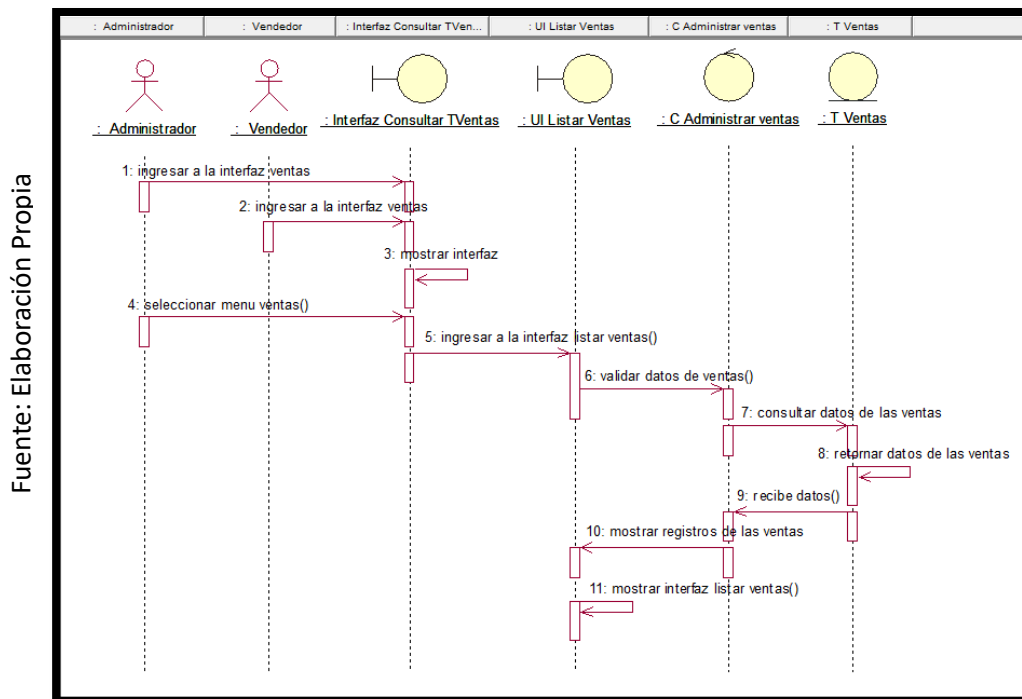 : Administrador
: Vendedor
: Interfaz Consultar TVen...
: UI Listar Ventas
: C Administrar ventas
: T Ventas
: Administrador
: Vendedor
: Interfaz Consultar TVentas
: UI Listar Ventas
: C Administrar ventas
: T Ventas
1: ingresar a la interfaz ventas
2: ingresar a la interfaz ventas
3: mostrar interfaz
4: seleccionar menu ventas()
5: ingresar a la interfaz listar ventas()
6: validar datos de ventas()
7: consultar datos de las ventas
8: retornar datos de las ventas
9: recibe datos()
10: mostrar registros de las ventas
11: mostrar interfaz listar ventas()
Fuente: Elaboración Propia